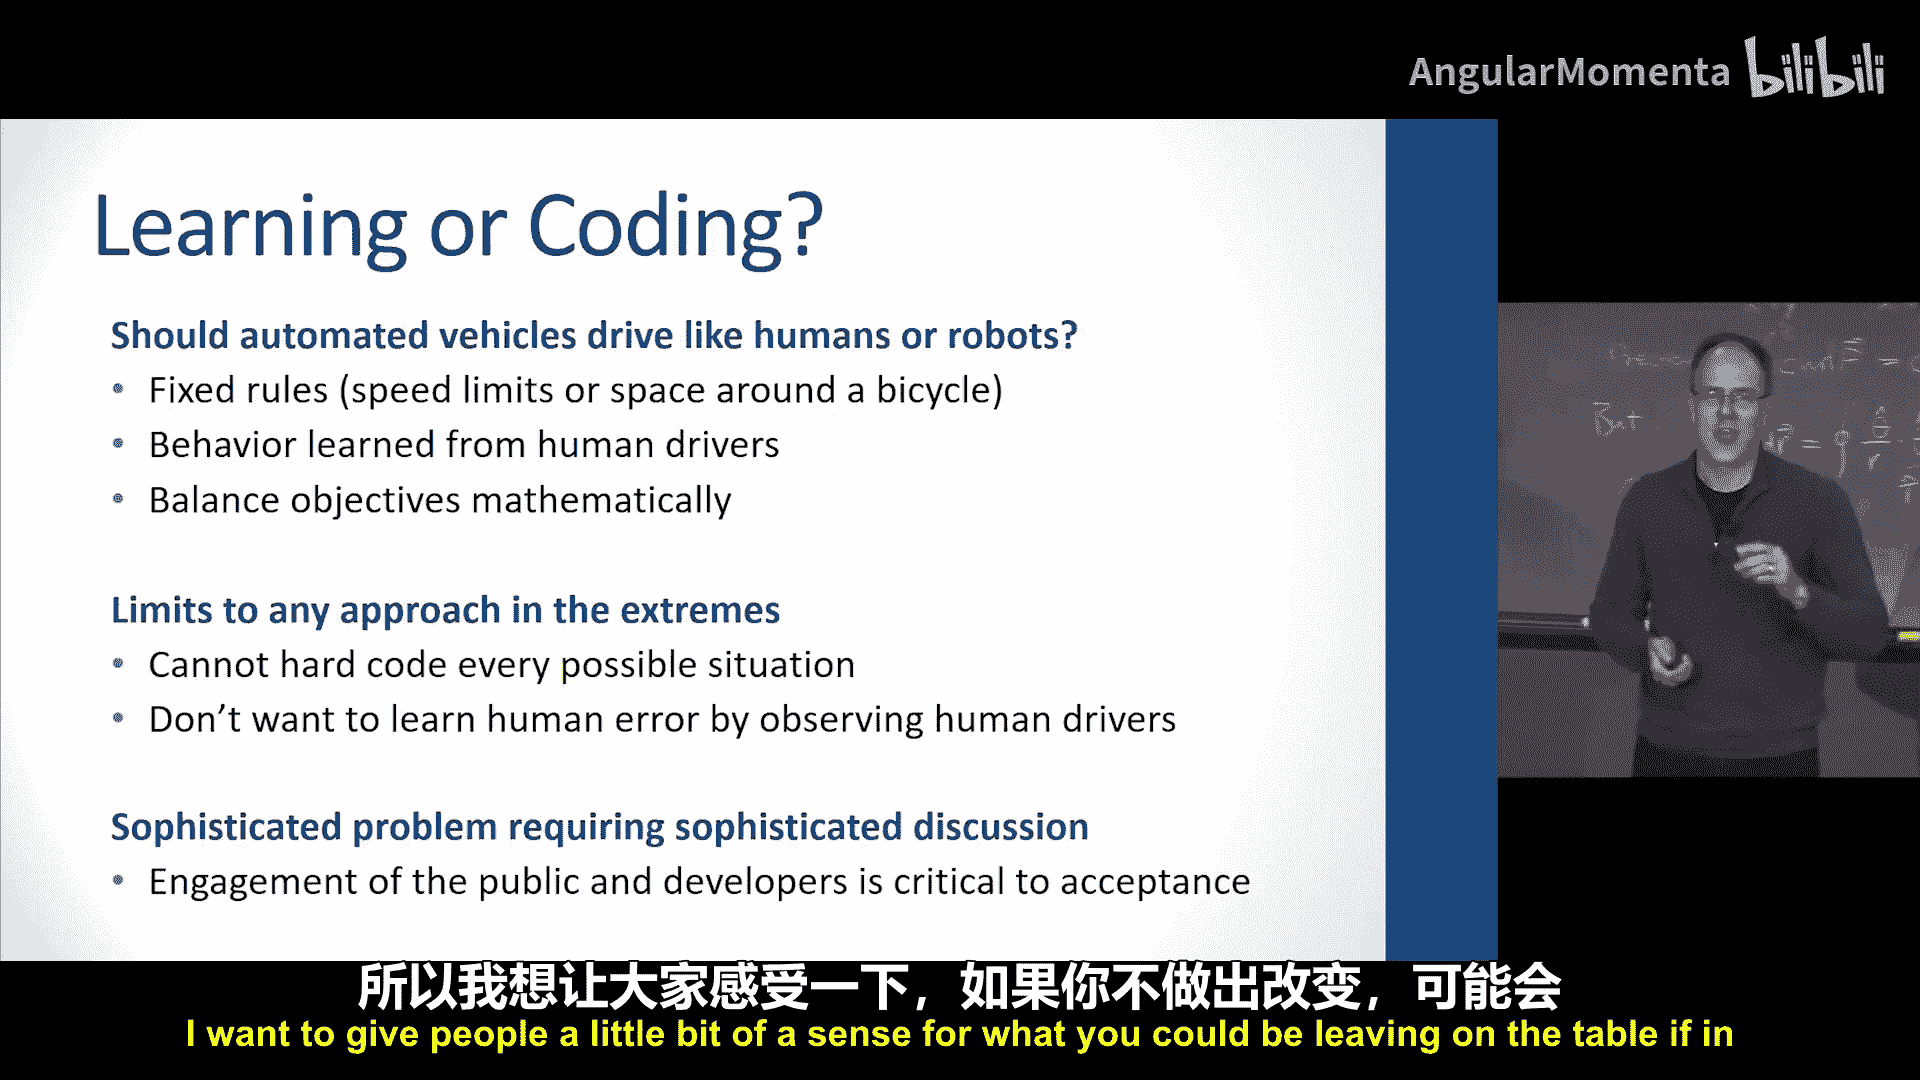 AngularMomenta bilibili
Learning or Coding?
Should automated vehicles drive like humans or robots?
• Fixed rules (speed limits or space around a bicycle)
• Behavior learned from human drivers
• Balance objectives mathematically
Limits to any approach in the extremes
• Cannot hard code every possible situation
• Don't want to learn human error by observing human drivers
Sophisticated problem requiring sophisticated discussion
• Engagement of the public and developers is critical to acceptance
But
所以我想让大家感受一下，如果你不做出改变，可能会
I want to give people a little bit of a sense for what you could be leaving on the table if in